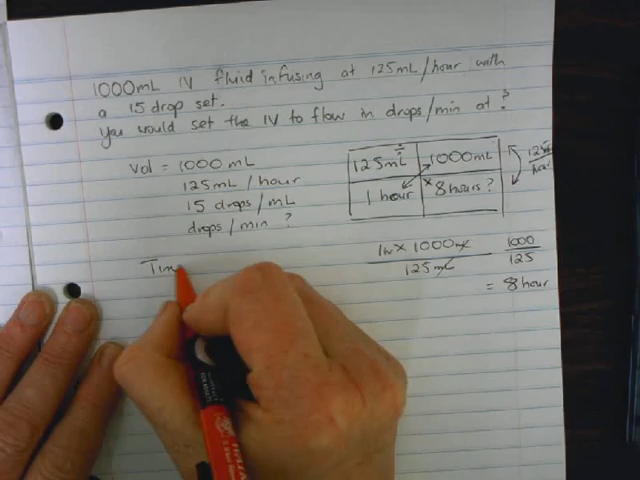 1000mL IV fluid infusing at 125mL/hour with
a 15 drop set.
You would set the IV to flow in drops/min at ?
Vol = 1000 mL
125mL / hour
15 drops / mL
drops / min ?
125mL ÷ 1000mL
1 hour × 8 hours ?
1hr × 1000mL
125mL
1000
125
= 8 hour
Tim